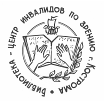 БИБЛИОТЕКА - ЦЕНТР ИНВАЛИДОВ ПО ЗРЕНИЮ г. КОСТРОМА •